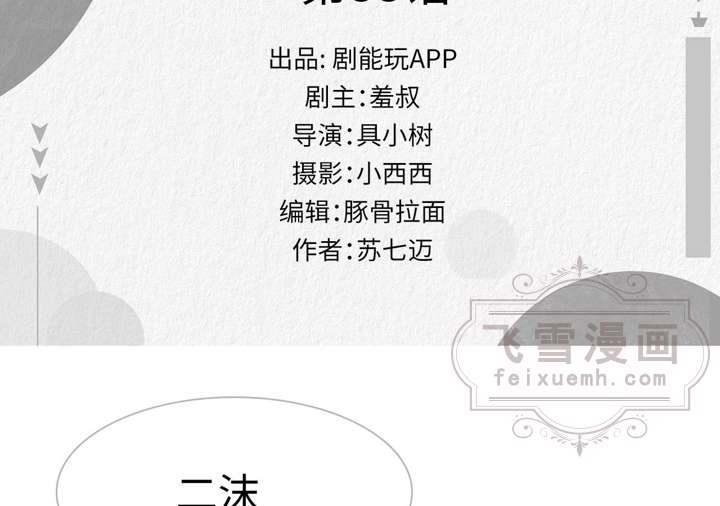 出品: 剧能玩APP
剧主：羞叔
导演：具小树
摄影：小西西
编辑：豚骨拉面
作者：苏七迈
飞雪漫画
feixuemh.com
二沫